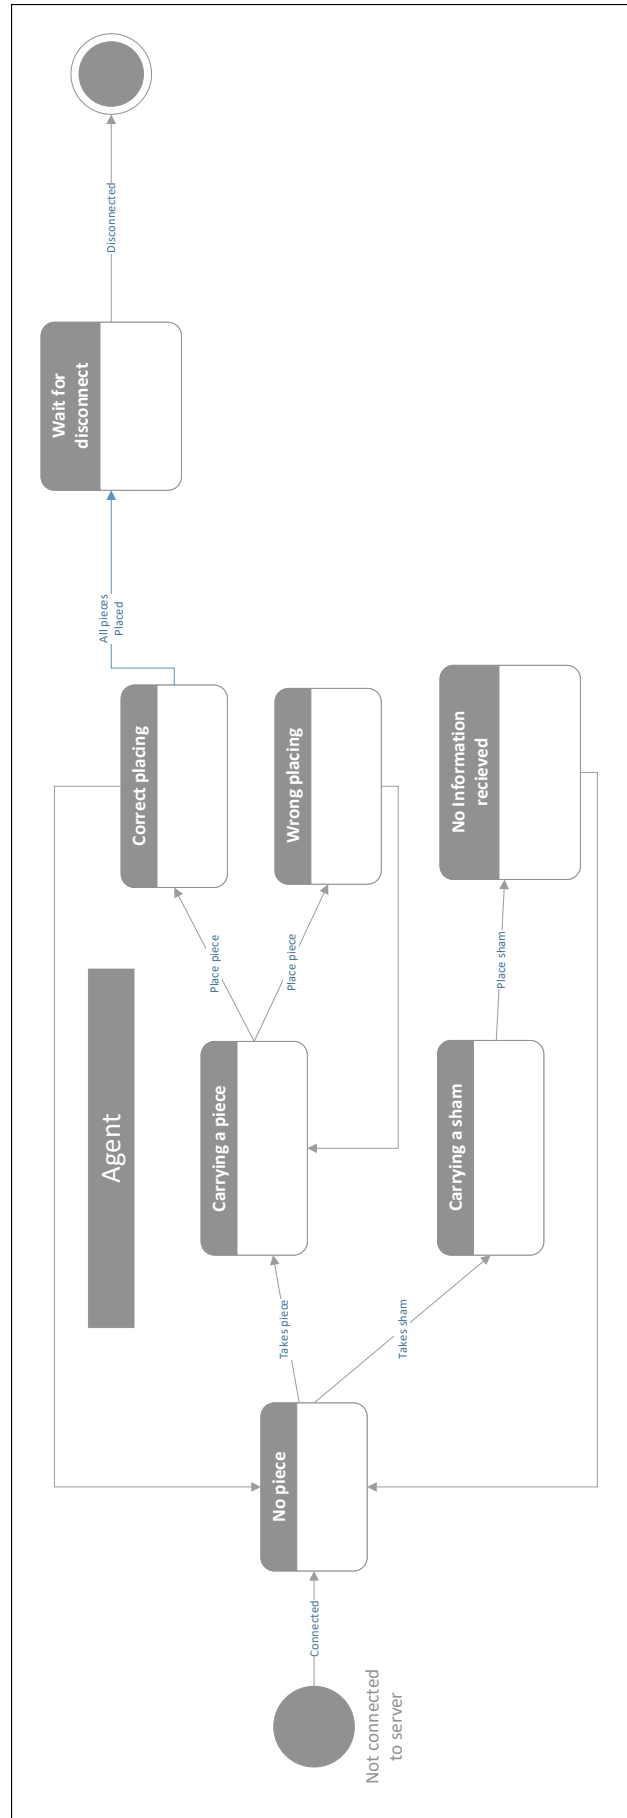 Agent
Not connected
to server
Connected
No piece
Takes piece
Takes sham
Carrying a piece
Carrying a sham
Place piece
Place piece
Place sham
Correct placing
Wrong placing
No Information
recieved
All pieces
Placed
Wait for
disconnect
Disconnected